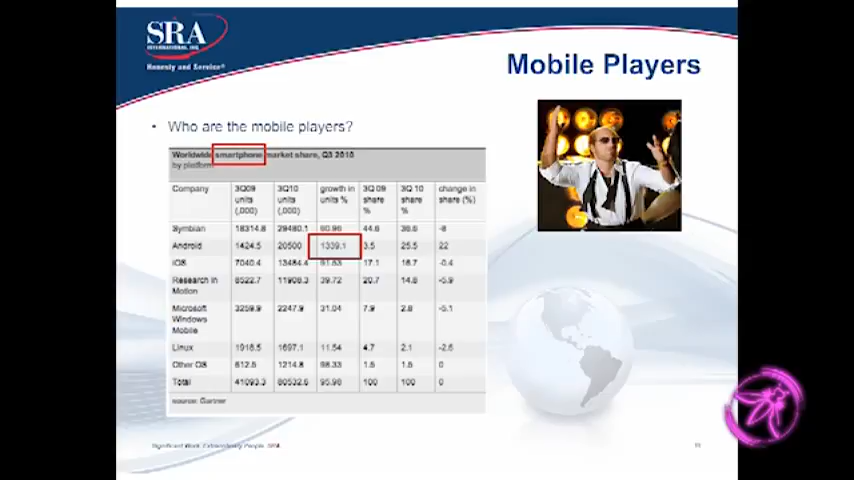 SRA
INTERNATIONAL, INC.
Honesty and Service®
Mobile Players
• Who are the mobile players?
Worldwide smartphone market share, Q3 2010
by platform
Company 3Q09 units (,000) 3Q10 units (,000) growth in units % 3Q 09 share % 3Q 10 share % change in share (%)
Symbian 18314.8 29480.1 60.96 44.6 36.6 -8
Android 1424.5 20500 1339.1 3.5 25.5 22
iOS 7040.4 13484.4 91.53 17.1 16.7 -0.4
Research in Motion 8522.7 11908.3 39.72 20.7 14.8 -5.9
Microsoft Windows Mobile 3259.9 2247.9 31.04 7.9 2.8 -5.1
Linux 1918.5 1697.1 11.54 4.7 2.1 -2.6
Other OS 612.5 1214.8 98.33 1.5 1.5 0
Total 41093.3 80532.6 95.98 100 100 0
source: Gartner
Significant Work. Extraordinary People. SRA.